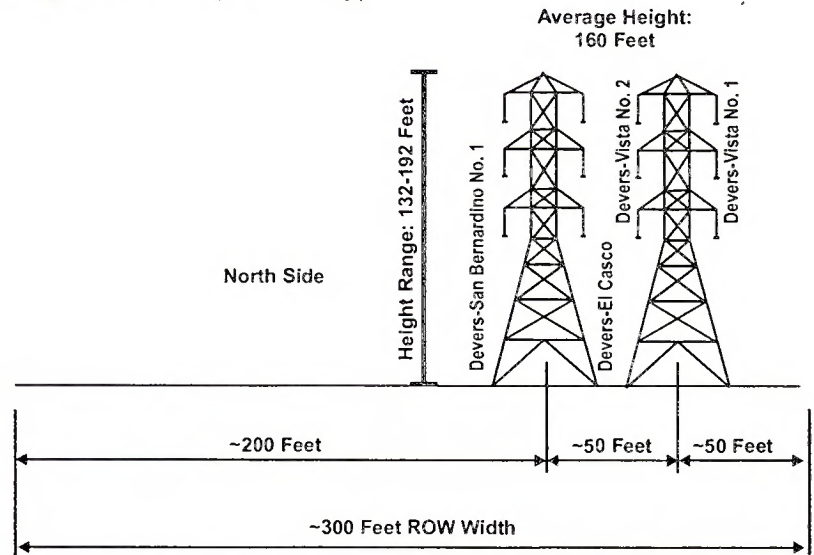 Average Height:
160 Feet
Height Range: 132-192 Feet
Devers-San Bernardino No. 1
Devers-El Casco
Devers-Vista No. 2
Devers-Vista No. 1
North Side
~200 Feet
~50 Feet
~50 Feet
~300 Feet ROW Width